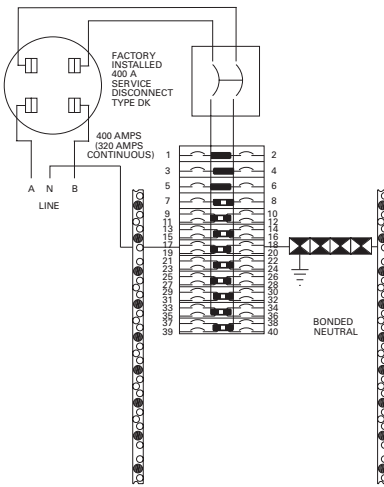 FACTORY
INSTALLED
400 A
SERVICE
DISCONNECT
TYPE DK
400 AMPS
(320 AMPS
CONTINUOUS)
A N B
LINE
1 2
3 4
5 6
7 8
9 10
11 12
13 14
15 16
17 18
19 20
21 22
23 24
25 26
27 28
29 30
31 32
33 34
35 36
37 38
39 40
BONDED
NEUTRAL